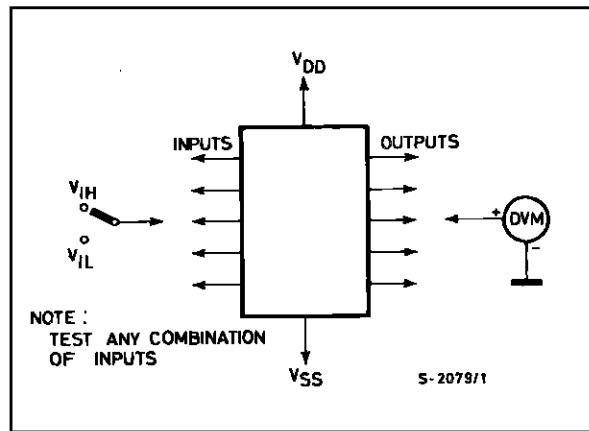 VDD
INPUTS
OUTPUTS
VIH
VIL
+
DVM
-
NOTE :
TEST ANY COMBINATION
OF INPUTS
VSS
S-2079/1